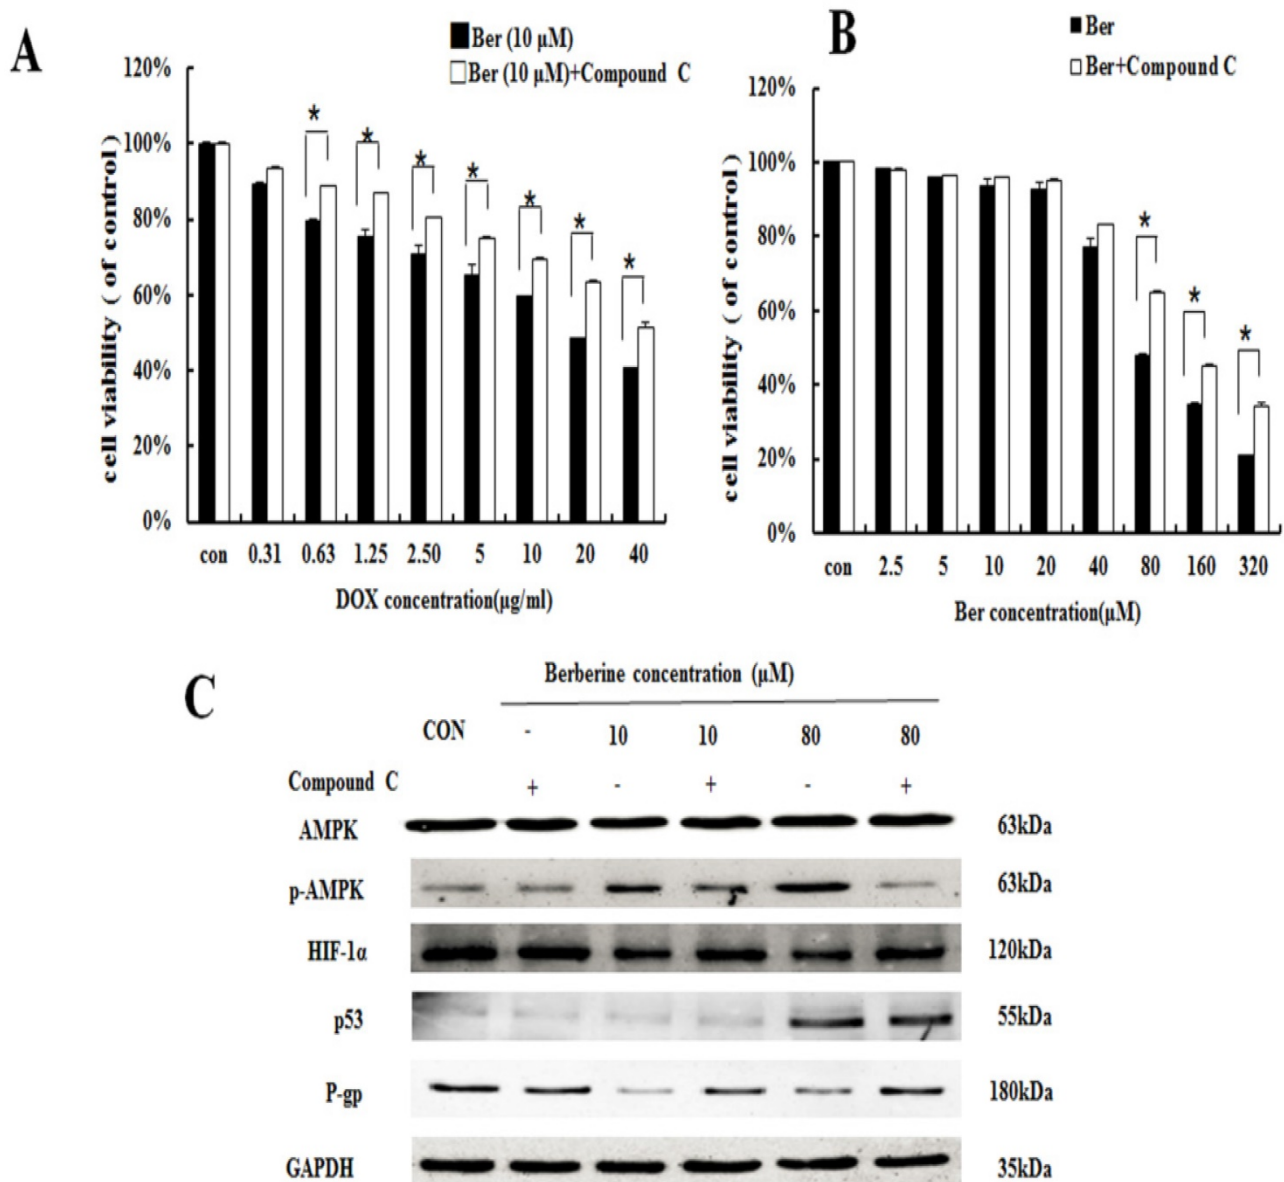 A
Ber (10 μM)
Ber (10 μM)+Compound C
120%
100%
80%
60%
40%
20%
0%
cell viability ( of control)
* * * * * * * *
con 0.31 0.63 1.25 2.50 5 10 20 40
DOX concentration(μg/ml)
B
Ber
Ber+Compound C
120%
100%
80%
60%
40%
20%
0%
cell viability ( of control)
* * *
con 2.5 5 10 20 40 80 160 320
Ber concentration(μM)
C
Berberine concentration (μM)
CON - 10 10 80 80
Compound C + - + - +
AMPK 63kDa
p-AMPK 63kDa
HIF-1α 120kDa
p53 55kDa
P-gp 180kDa
GAPDH 35kDa